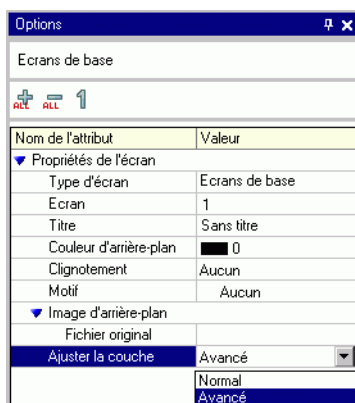 Options
Ecrans de base
ALL ALL 1
Nom de l'attribut Valeur
Propriétés de l'écran
Type d'écran Ecrans de base
Ecran 1
Titre Sans titre
Couleur d'arrière-plan 0
Clignotement Aucun
Motif Aucun
Image d'arrière-plan
Fichier original
Ajuster la couche Avancé
Normal
Avancé